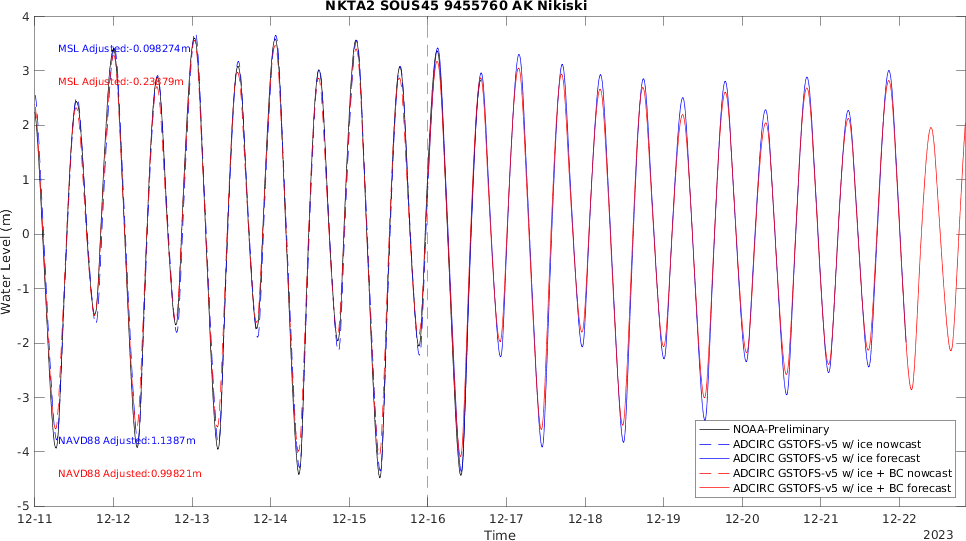 NKTA2 SOUS45 9455760 AK Nikiski
4
3
2
1
0
-1
-2
-3
-4
-5
Water Level (m)
MSL Adjusted:-0.098274m
MSL Adjusted:-0.23879m
NAVD88 Adjusted:1.1387m
NAVD88 Adjusted:0.99821m
NOAA-Preliminary
ADCIRC GSTOFS-v5 w/ ice nowcast
ADCIRC GSTOFS-v5 w/ ice forecast
ADCIRC GSTOFS-v5 w/ ice + BC nowcast
ADCIRC GSTOFS-v5 w/ ice + BC forecast
12-11 12-12 12-13 12-14 12-15 12-16 12-17 12-18 12-19 12-20 12-21 12-22
Time
2023